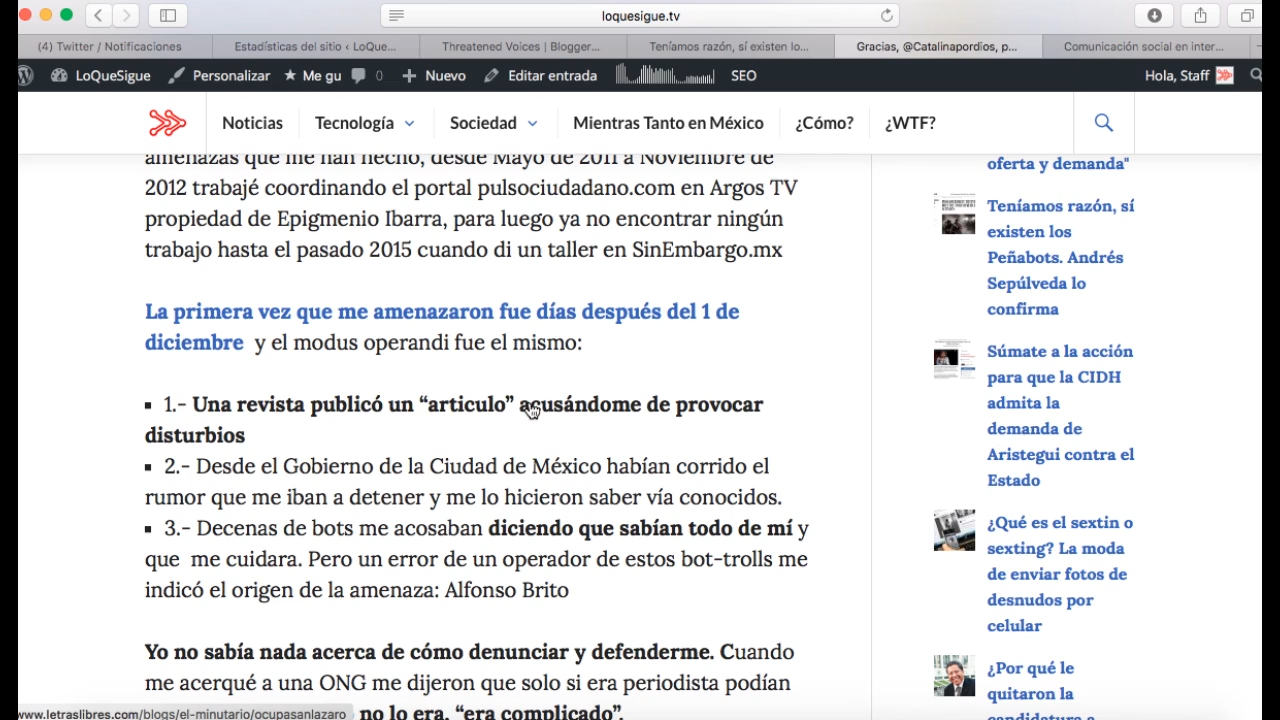 loquesigue.tv
(4) Twitter / Notificaciones
Estadísticas del sitio ‹ LoQue...
Threatened Voices | Blogger...
Teníamos razón, sí existen lo...
Gracias, @Catalinapordios, p...
Comunicación social en inter...
LoQueSigue
Personalizar
Me gu
0
Nuevo
Editar entrada
SEO
Hola, Staff
Noticias
Tecnología
Sociedad
Mientras Tanto en México
¿Cómo?
¿WTF?
amenazas que me han hecho, desde Mayo de 2011 a Noviembre de
2012 trabajé coordinando el portal pulsociudadano.com en Argos TV
propiedad de Epigmenio Ibarra, para luego ya no encontrar ningún
trabajo hasta el pasado 2015 cuando di un taller en SinEmbargo.mx
La primera vez que me amenazaron fue días después del 1 de
diciembre y el modus operandi fue el mismo:
1.- Una revista publicó un “articulo” acusándome de provocar
disturbios
2.- Desde el Gobierno de la Ciudad de México habían corrido el
rumor que me iban a detener y me lo hicieron saber vía conocidos.
3.- Decenas de bots me acosaban diciendo que sabían todo de mí y
que me cuidara. Pero un error de un operador de estos bot-trolls me
indicó el origen de la amenaza: Alfonso Brito
Yo no sabía nada acerca de cómo denunciar y defenderme. Cuando
me acerqué a una ONG me dijeron que solo si era periodista podían
no lo era, “era complicado”.
www.letraslibres.com/blogs/el-minutario/ocupasanlazaro
oferta y demanda"
Teníamos razón, sí
existen los
Peñabots. Andrés
Sepúlveda lo
confirma
Súmate a la acción
para que la CIDH
admita la
demanda de
Aristegui contra el
Estado
¿Qué es el sextin o
sexting? La moda
de enviar fotos de
desnudos por
celular
¿Por qué le
quitaron la
candidatura a